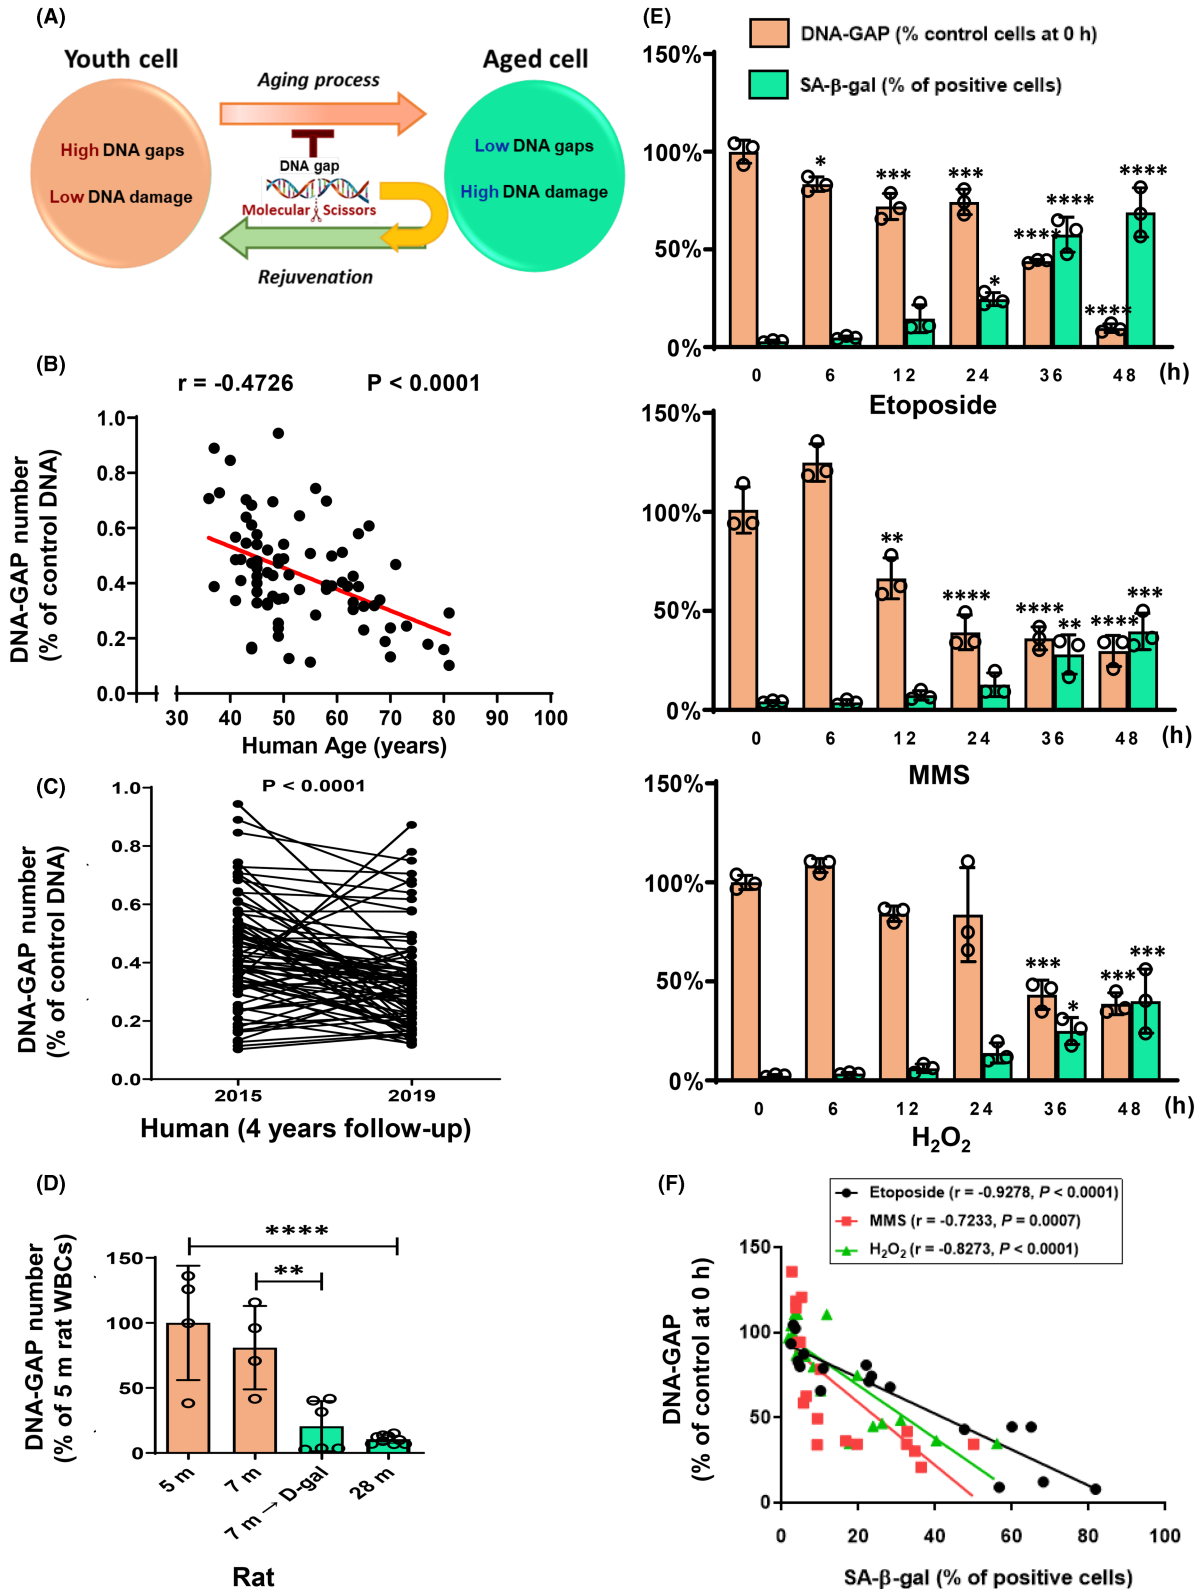 (A)
Youth cell
Aging process
Aged cell
High DNA gaps
Low DNA damage
DNA gap
Molecular Scissors
Low DNA gaps
High DNA damage
Rejuvenation
(B)
r = -0.4726 P < 0.0001
DNA-GAP number
(% of control DNA)
1.0
0.8
0.6
0.4
0.2
0.0
30 40 50 60 70 80 90 100
Human Age (years)
(C)
P < 0.0001
DNA-GAP number
(% of control DNA)
1.0
0.8
0.6
0.4
0.2
0.0
2015 2019
Human (4 years follow-up)
(D)
DNA-GAP number
(% of 5 m rat WBCs)
150
100
50
0
****
**
5 m
7 m
7 m → D-gal
28 m
Rat
(E)
DNA-GAP (% control cells at 0 h)
SA-β-gal (% of positive cells)
150%
100%
50%
0%
* *** *** * **** **** **** ****
0 6 12 24 36 48 (h)
Etoposide
150%
100%
50%
0%
** **** **** ** **** ***
0 6 12 24 36 48 (h)
MMS
150%
100%
50%
0%
*** * *** ***
0 6 12 24 36 48 (h)
H₂O₂
(F)
Etoposide (r = -0.9278, P < 0.0001)
MMS (r = -0.7233, P = 0.0007)
H₂O₂ (r = -0.8273, P < 0.0001)
DNA-GAP
(% of control at 0 h)
150
100
50
0
0 20 40 60 80 100
SA-β-gal (% of positive cells)